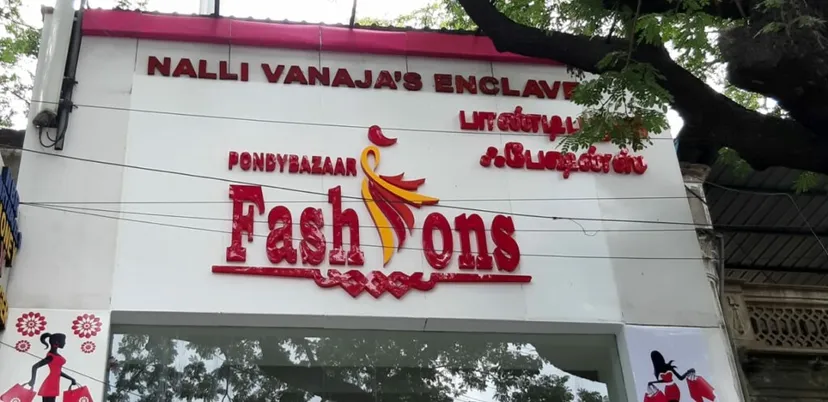 NALLI VANAJA'S ENCLAVE
ஃபேஷன்ஸ்
PONDYBAZAAR
Fashions